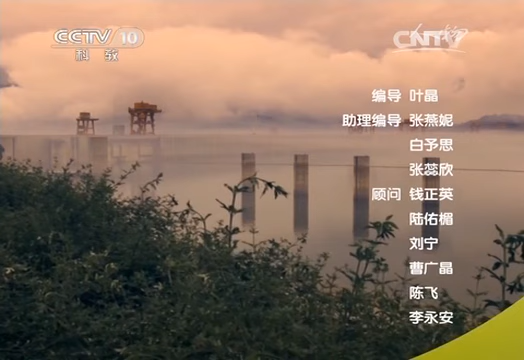 CCTV 10
科教
CNTV
编导 叶晶
助理编导 张燕妮
白予思
张蕊欣
顾问 钱正英
陆佑楣
刘宁
曹广晶
陈飞
李永安